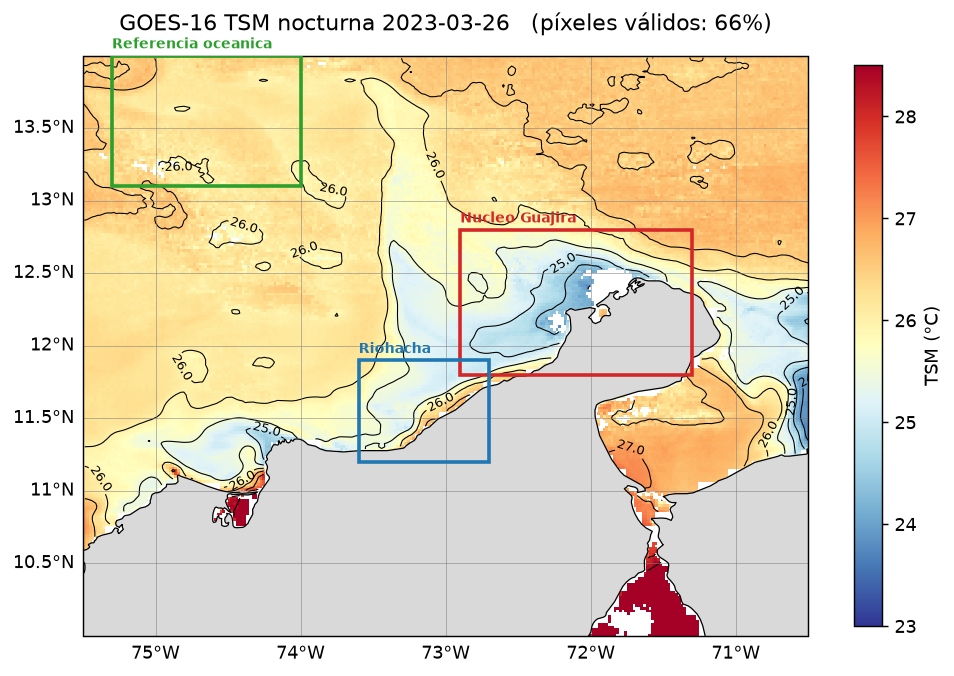 GOES-16 TSM nocturna 2023-03-26   (píxeles válidos: 66%)
Referencia oceanica
Nucleo Guajira
Riohacha
13.5°N
13°N
12.5°N
12°N
11.5°N
11°N
10.5°N
75°W
74°W
73°W
72°W
71°W
26.0
26.0
26.0
26.0
26.0
26.0
25.0
25.0
26.0
25.0
26.0
25.0
26.0
26.0
27.0
28
27
26
25
24
23
TSM (°C)